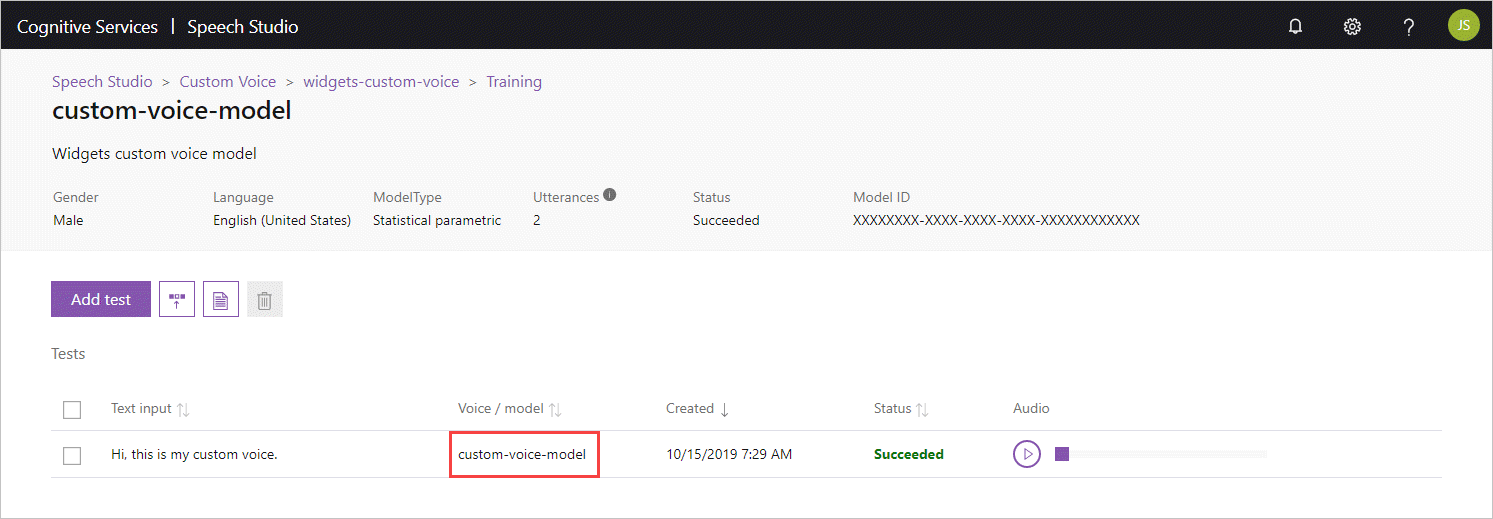 Cognitive Services | Speech Studio
JS
Speech Studio > Custom Voice > widgets-custom-voice > Training
custom-voice-model
Widgets custom voice model
Gender Language ModelType Utterances Status Model ID
Male English (United States) Statistical parametric 2 Succeeded XXXXXXXX-XXXX-XXXX-XXXX-XXXXXXXXXXXX
Add test
Tests
Text input Voice / model Created Status Audio
Hi, this is my custom voice. custom-voice-model 10/15/2019 7:29 AM Succeeded